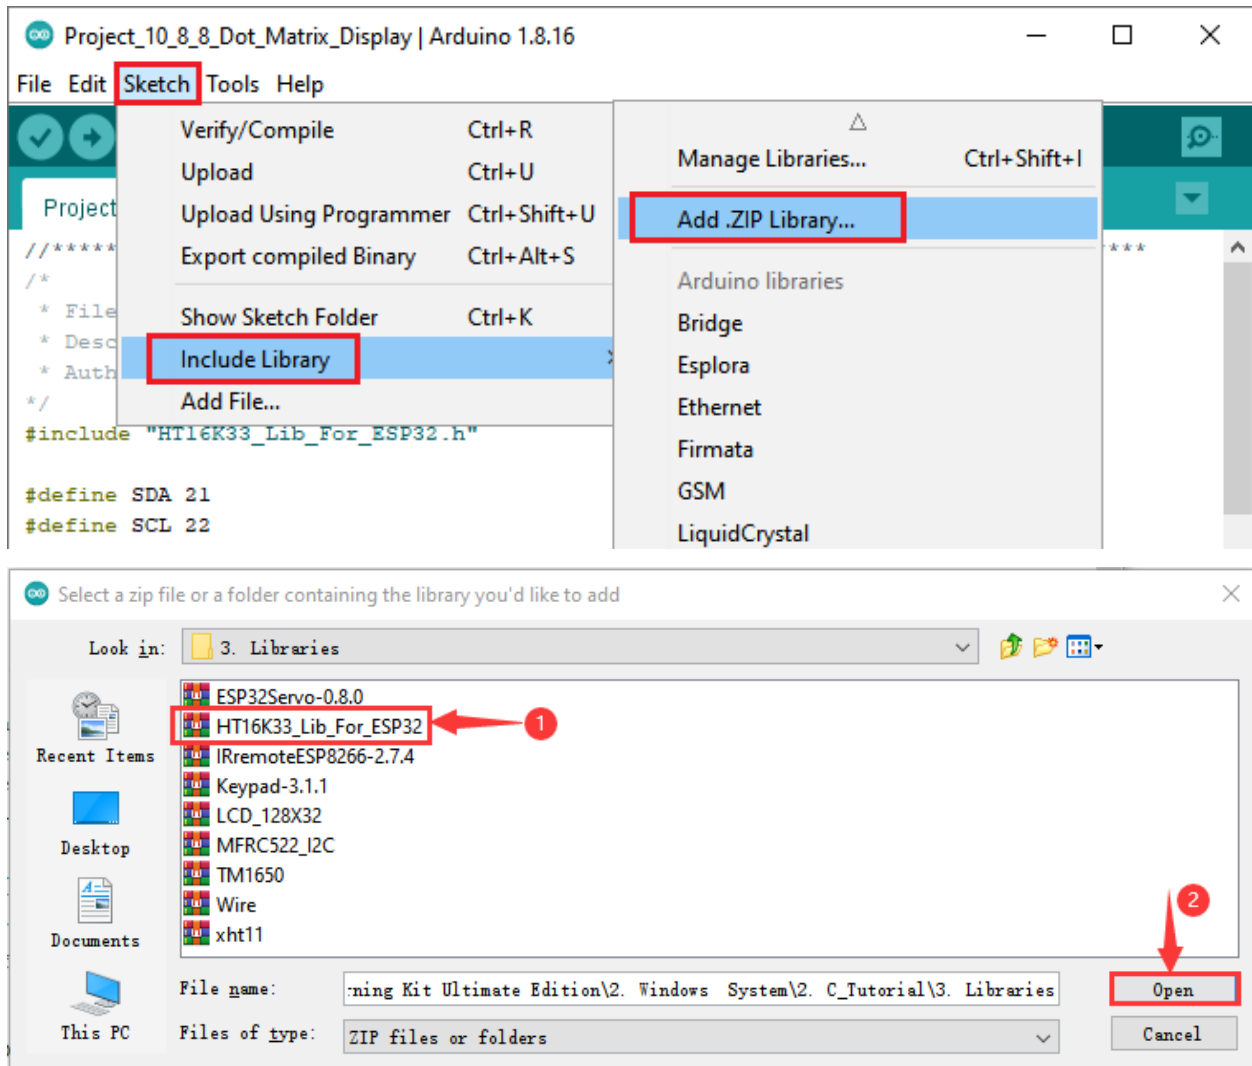 Project_10_8_8_Dot_Matrix_Display | Arduino 1.8.16
File Edit Sketch Tools Help
Verify/Compile Ctrl+R
Upload Ctrl+U
Upload Using Programmer Ctrl+Shift+U
Export compiled Binary Ctrl+Alt+S
Show Sketch Folder Ctrl+K
Include Library
Add File...
Manage Libraries... Ctrl+Shift+I
Add .ZIP Library...
Arduino libraries
Bridge
Esplora
Ethernet
Firmata
GSM
LiquidCrystal
Project
//***** ***
/*
* File
* Desc
* Auth
*/
#include "HT16K33_Lib_For_ESP32.h"
#define SDA 21
#define SCL 22
Select a zip file or a folder containing the library you'd like to add
Look in: 3. Libraries
Recent Items
Desktop
Documents
This PC
ESP32Servo-0.8.0
HT16K33_Lib_For_ESP32 1
IRremoteESP8266-2.7.4
Keypad-3.1.1
LCD_128X32
MFRC522_I2C
TM1650
Wire
xht11
2
File name: :ning Kit Ultimate Edition\2. Windows System\2. C_Tutorial\3. Libraries Open
Files of type: ZIP files or folders Cancel